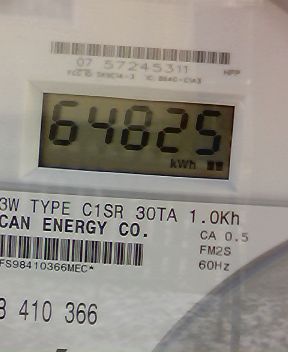 07 57245311
64825
kWh
3W TYPE C1SR 30TA 1.0Kh
CAN ENERGY CO.
CA 0.5
FM2S
60Hz
FS98410366MEC*
8 410 366